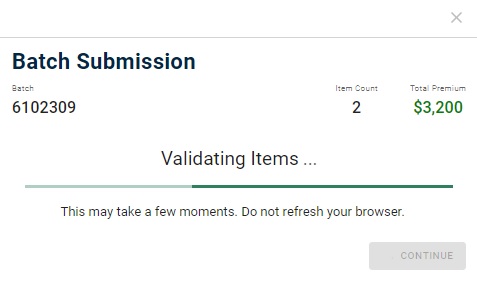 Batch Submission
Batch Item Count Total Premium
6102309 2 $3,200
Validating Items ...
This may take a few moments. Do not refresh your browser.
CONTINUE